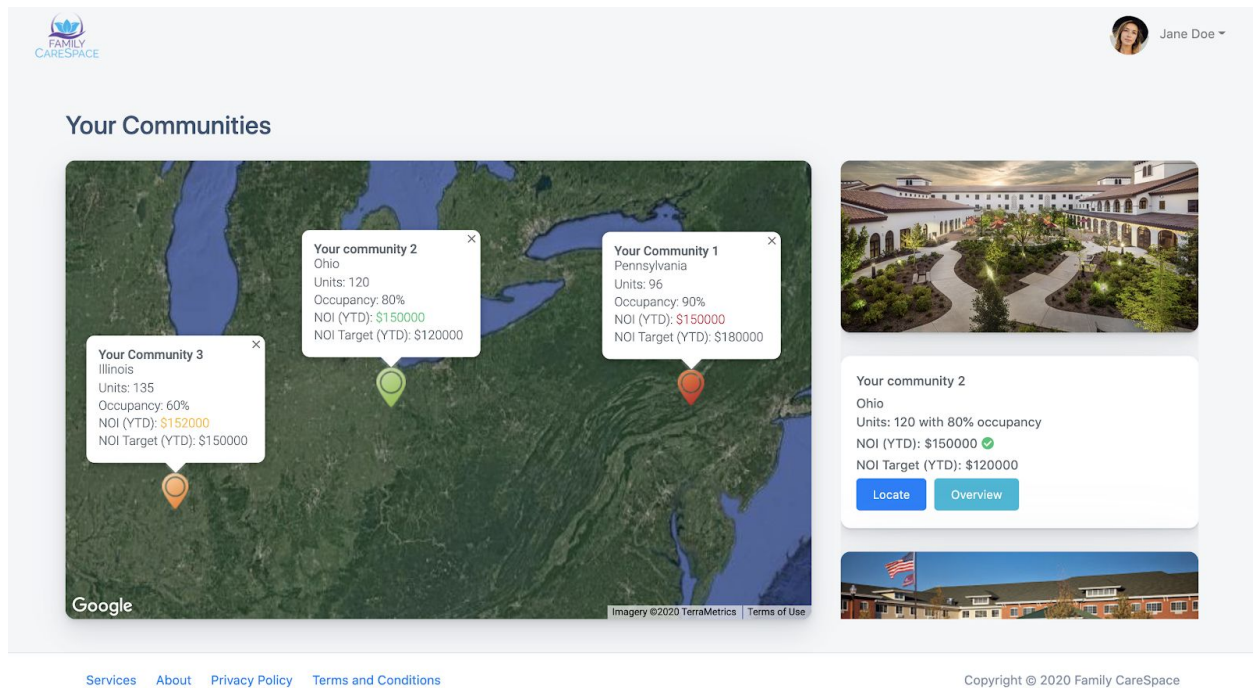 FAMILY
CARESPACE
Jane Doe
Your Communities
Your community 2
Ohio
Units: 120
Occupancy: 80%
NOI (YTD): $150000
NOI Target (YTD): $120000
Your Community 1
Pennsylvania
Units: 96
Occupancy: 90%
NOI (YTD): $150000
NOI Target (YTD): $180000
Your Community 3
Illinois
Units: 135
Occupancy: 60%
NOI (YTD): $152000
NOI Target (YTD): $150000
Google
Imagery ©2020 TerraMetrics
Terms of Use
Your community 2
Ohio
Units: 120 with 80% occupancy
NOI (YTD): $150000
NOI Target (YTD): $120000
Locate
Overview
Services
About
Privacy Policy
Terms and Conditions
Copyright © 2020 Family CareSpace